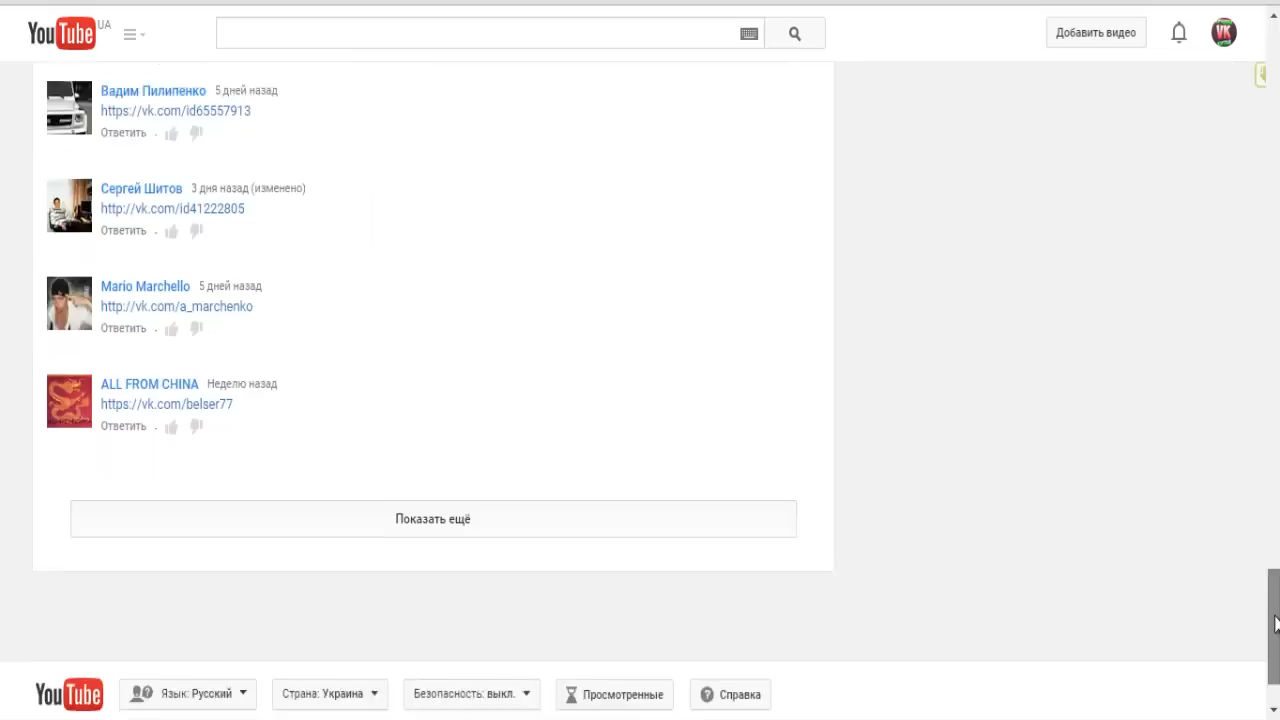 YouTube UA
Добавить видео
VK
Вадим Пилипенко 5 дней назад
https://vk.com/id65557913
Ответить
Сергей Шитов 3 дня назад (изменено)
http://vk.com/id41222805
Ответить
Mario Marchello 5 дней назад
http://vk.com/a_marchenko
Ответить
ALL FROM CHINA Неделю назад
https://vk.com/belser77
Ответить
Показать ещё
YouTube Язык: Русский Страна: Украина Безопасность: выкл. Просмотренные Справка